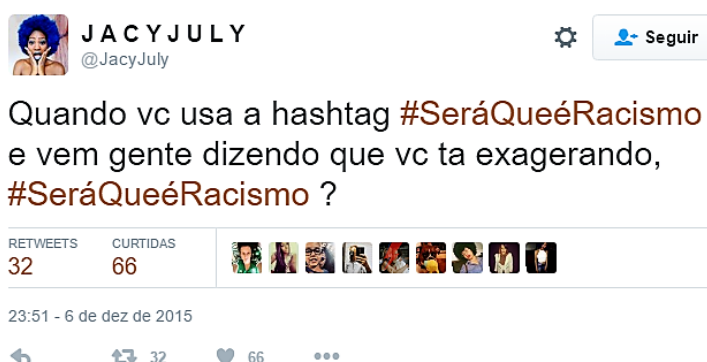 JACYJULY
@JacyJuly
Seguir
Quando vc usa a hashtag #SeráQueéRacismo
e vem gente dizendo que vc ta exagerando,
#SeráQueéRacismo ?
RETWEETS CURTIDAS
32 66
23:51 - 6 de dez de 2015
32 66